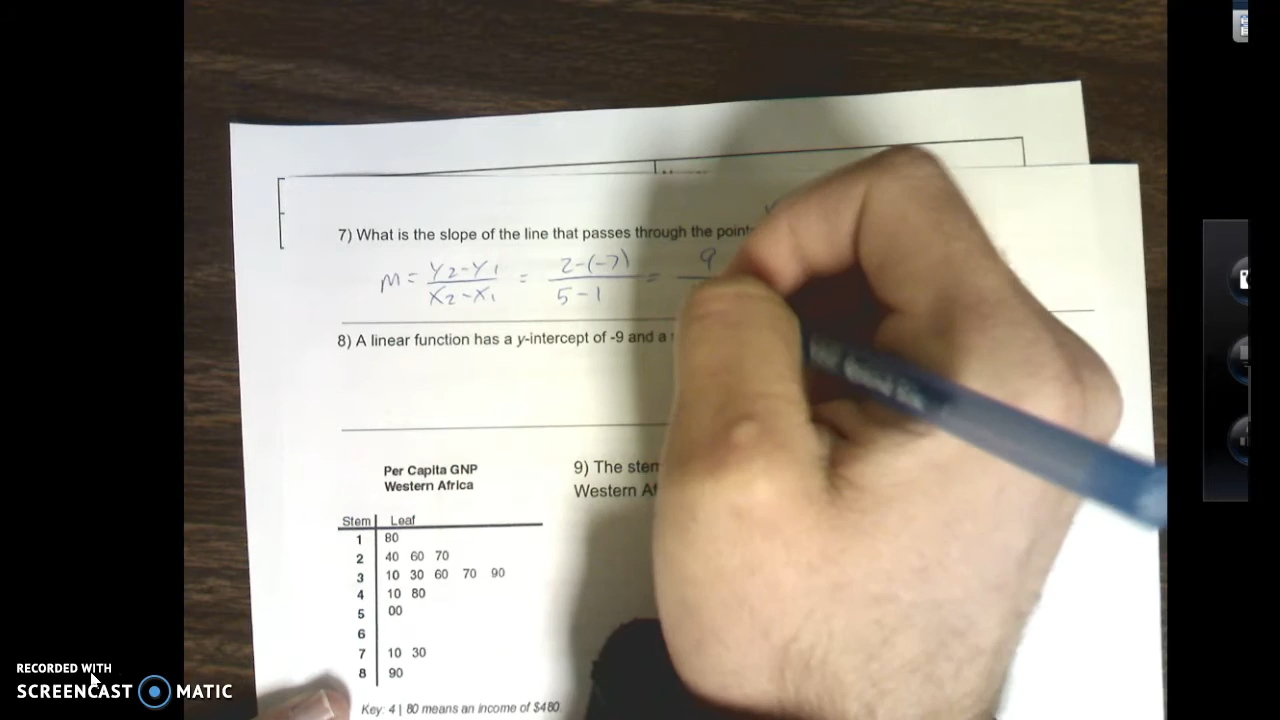 7) What is the slope of the line that passes through the point
M = Y2-Y1 / X2-X1 = 2-(-7) / 5-1 = 9
8) A linear function has a y-intercept of -9 and a
Per Capita GNP
Western Africa
9) The stem
Western Af
Stem Leaf
1 80
2 40 60 70
3 10 30 60 70 90
4 10 80
5 00
6
7 10 30
8 90
Key: 4 | 80 means an income of $480
RECORDED WITH
SCREENCAST MATIC